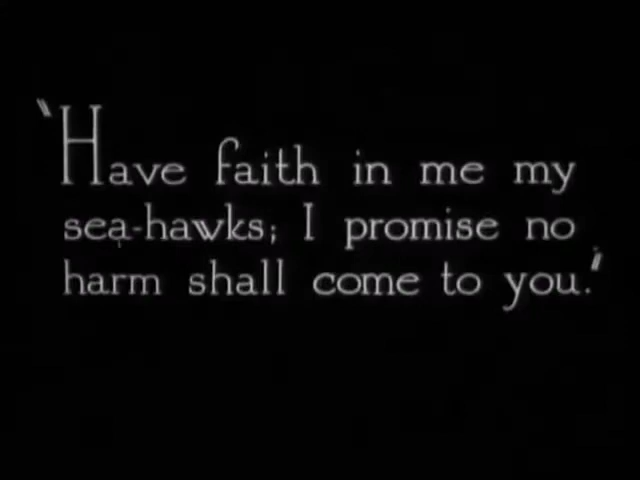 "Have faith in me my
sea-hawks; I promise no
harm shall come to you."